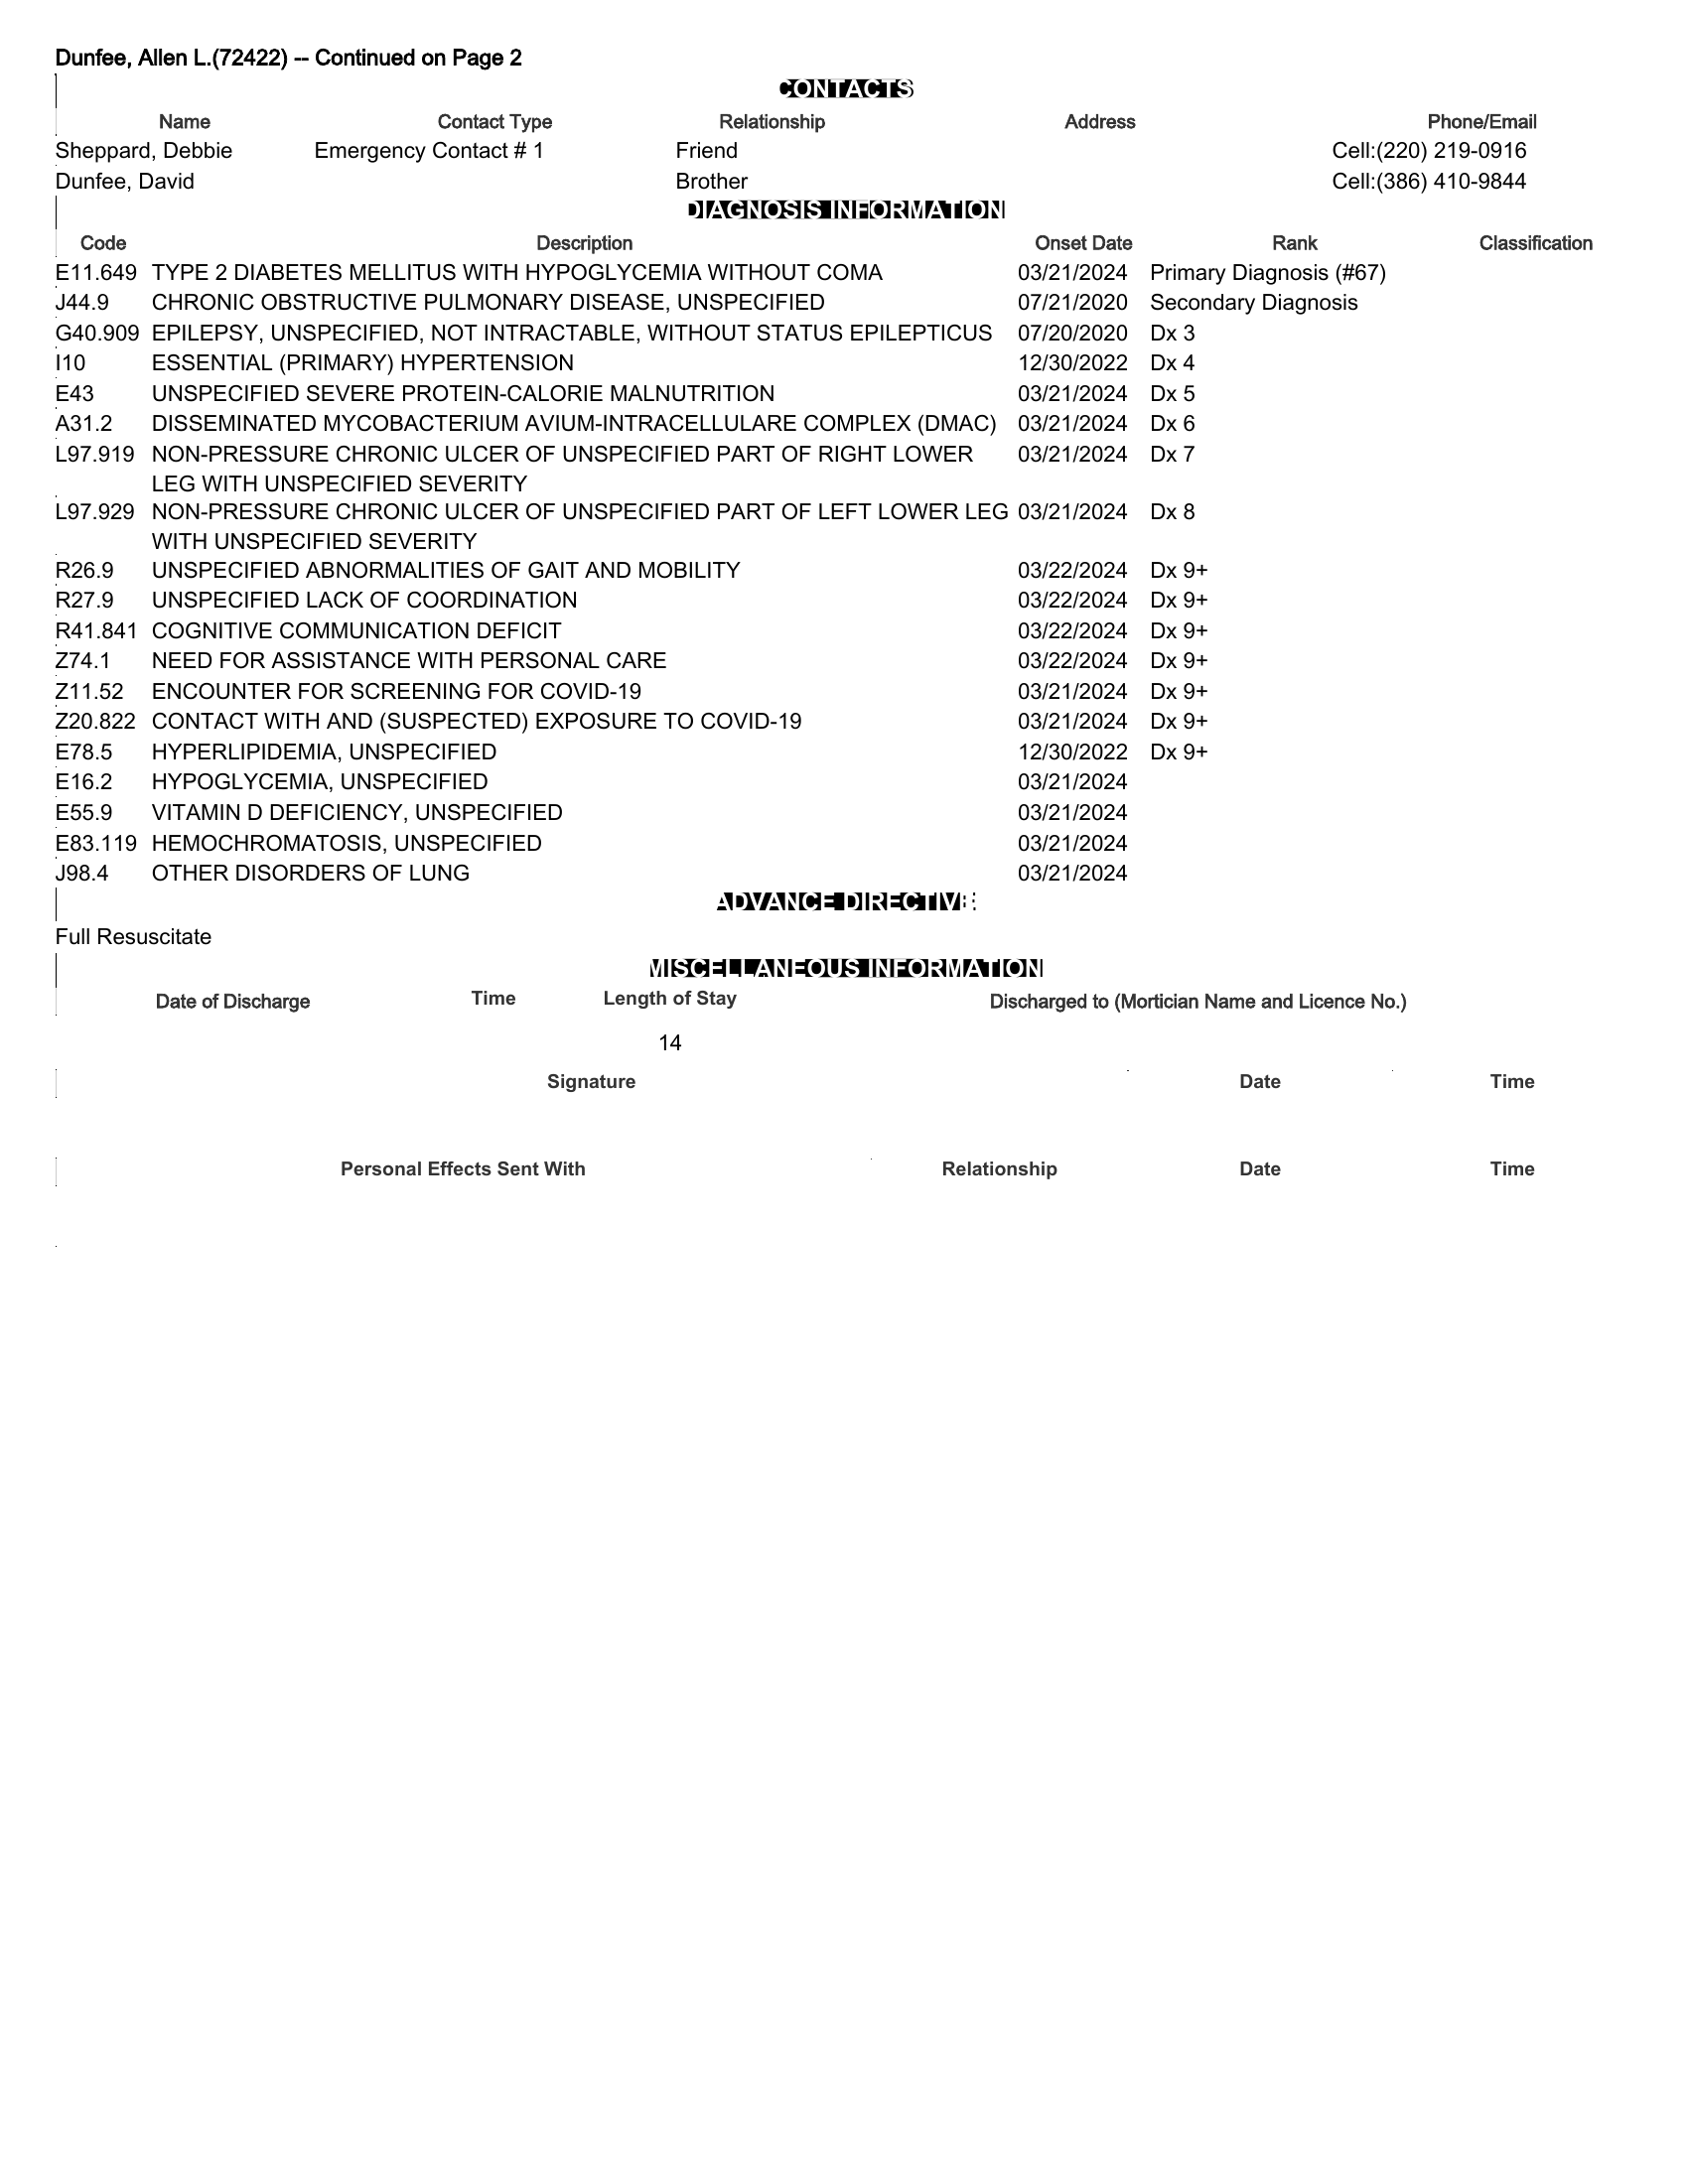 Dunfee, Allen L.(72422) -- Continued on Page 2
CONTACTS
Name Contact Type Relationship Address Phone/Email
Sheppard, Debbie Emergency Contact # 1 Friend Cell:(220) 219-0916
Dunfee, David Brother Cell:(386) 410-9844
DIAGNOSIS INFORMATION
Code Description Onset Date Rank Classification
E11.649 TYPE 2 DIABETES MELLITUS WITH HYPOGLYCEMIA WITHOUT COMA 03/21/2024 Primary Diagnosis (#67)
J44.9 CHRONIC OBSTRUCTIVE PULMONARY DISEASE, UNSPECIFIED 07/21/2020 Secondary Diagnosis
G40.909 EPILEPSY, UNSPECIFIED, NOT INTRACTABLE, WITHOUT STATUS EPILEPTICUS 07/20/2020 Dx 3
I10 ESSENTIAL (PRIMARY) HYPERTENSION 12/30/2022 Dx 4
E43 UNSPECIFIED SEVERE PROTEIN-CALORIE MALNUTRITION 03/21/2024 Dx 5
A31.2 DISSEMINATED MYCOBACTERIUM AVIUM-INTRACELLULARE COMPLEX (DMAC) 03/21/2024 Dx 6
L97.919 NON-PRESSURE CHRONIC ULCER OF UNSPECIFIED PART OF RIGHT LOWER 03/21/2024 Dx 7
LEG WITH UNSPECIFIED SEVERITY
L97.929 NON-PRESSURE CHRONIC ULCER OF UNSPECIFIED PART OF LEFT LOWER LEG 03/21/2024 Dx 8
WITH UNSPECIFIED SEVERITY
R26.9 UNSPECIFIED ABNORMALITIES OF GAIT AND MOBILITY 03/22/2024 Dx 9+
R27.9 UNSPECIFIED LACK OF COORDINATION 03/22/2024 Dx 9+
R41.841 COGNITIVE COMMUNICATION DEFICIT 03/22/2024 Dx 9+
Z74.1 NEED FOR ASSISTANCE WITH PERSONAL CARE 03/22/2024 Dx 9+
Z11.52 ENCOUNTER FOR SCREENING FOR COVID-19 03/21/2024 Dx 9+
Z20.822 CONTACT WITH AND (SUSPECTED) EXPOSURE TO COVID-19 03/21/2024 Dx 9+
E78.5 HYPERLIPIDEMIA, UNSPECIFIED 12/30/2022 Dx 9+
E16.2 HYPOGLYCEMIA, UNSPECIFIED 03/21/2024
E55.9 VITAMIN D DEFICIENCY, UNSPECIFIED 03/21/2024
E83.119 HEMOCHROMATOSIS, UNSPECIFIED 03/21/2024
J98.4 OTHER DISORDERS OF LUNG 03/21/2024
ADVANCE DIRECTIVE
Full Resuscitate
MISCELLANEOUS INFORMATION
Date of Discharge Time Length of Stay Discharged to (Mortician Name and Licence No.)
14
Signature Date Time
Personal Effects Sent With Relationship Date Time